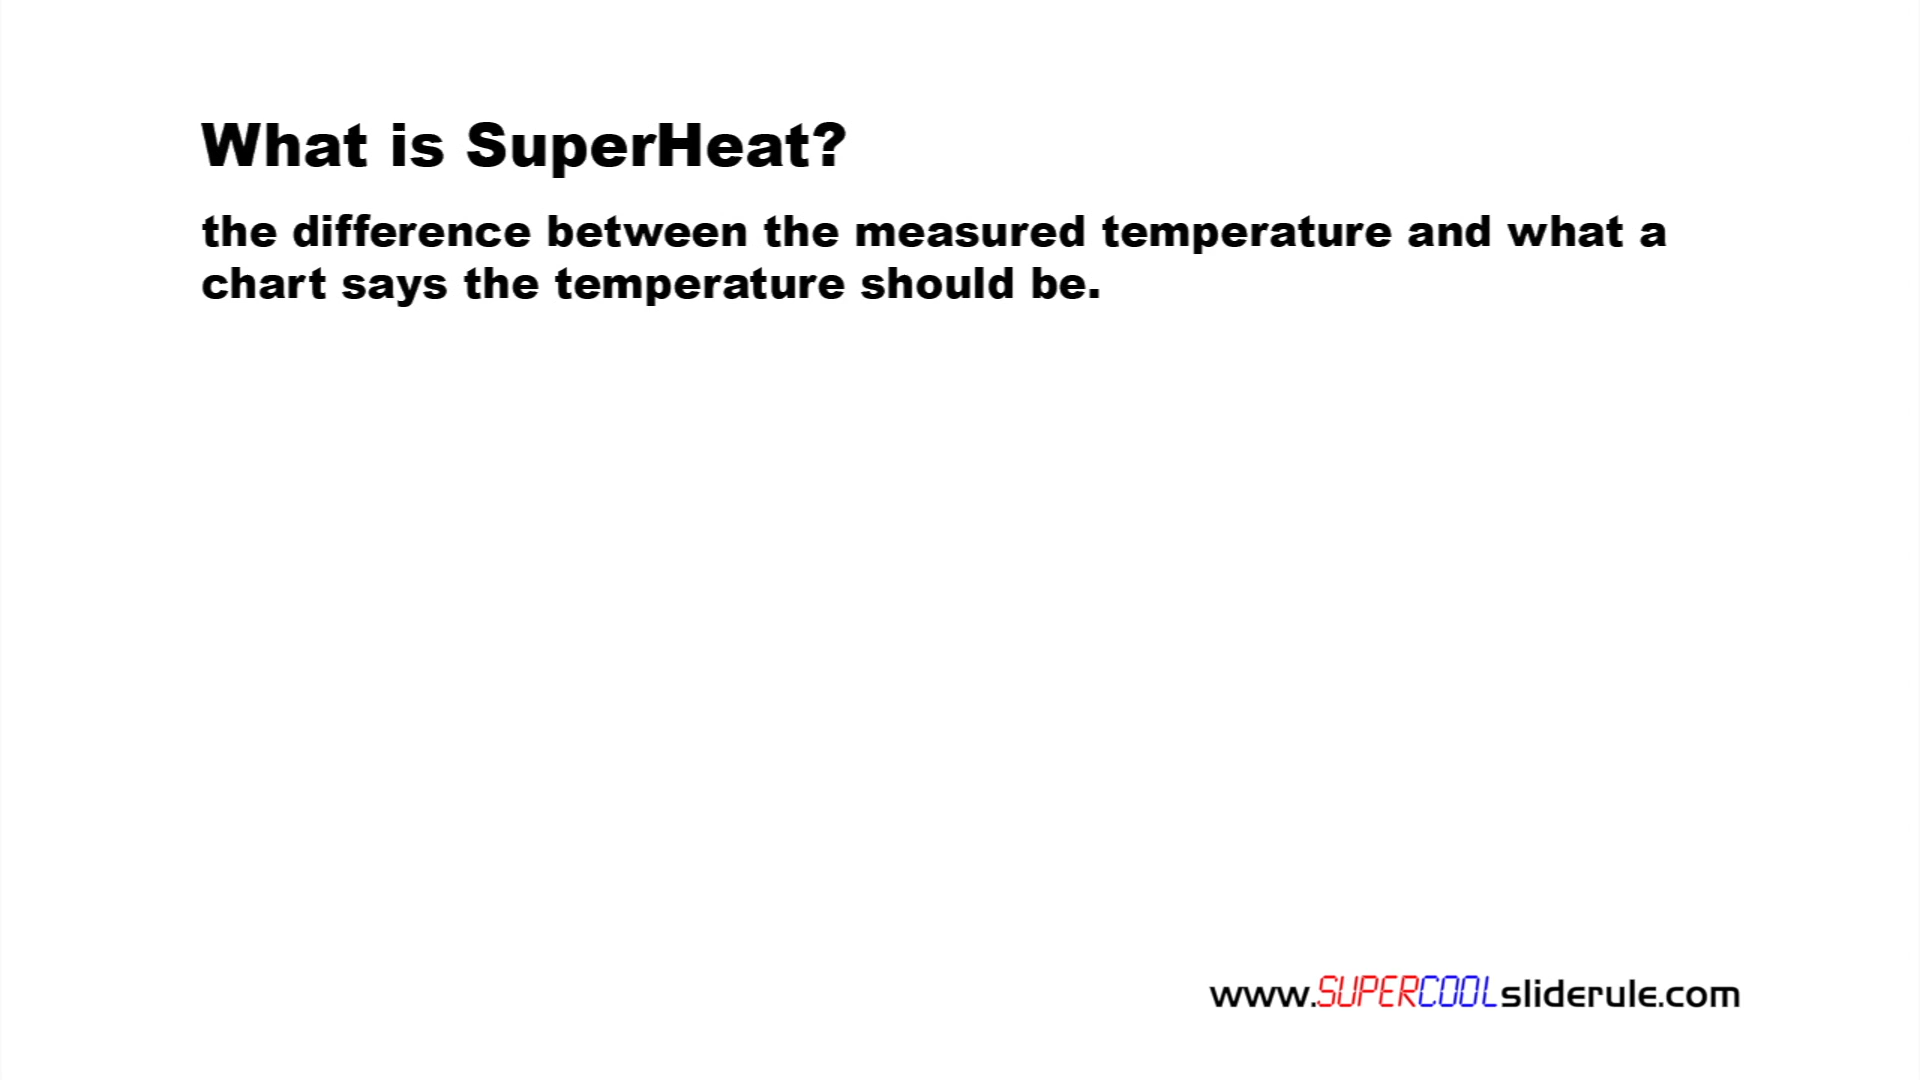 What is SuperHeat?
the difference between the measured temperature and what a
chart says the temperature should be.
www.SUPERCOOLsliderule.com